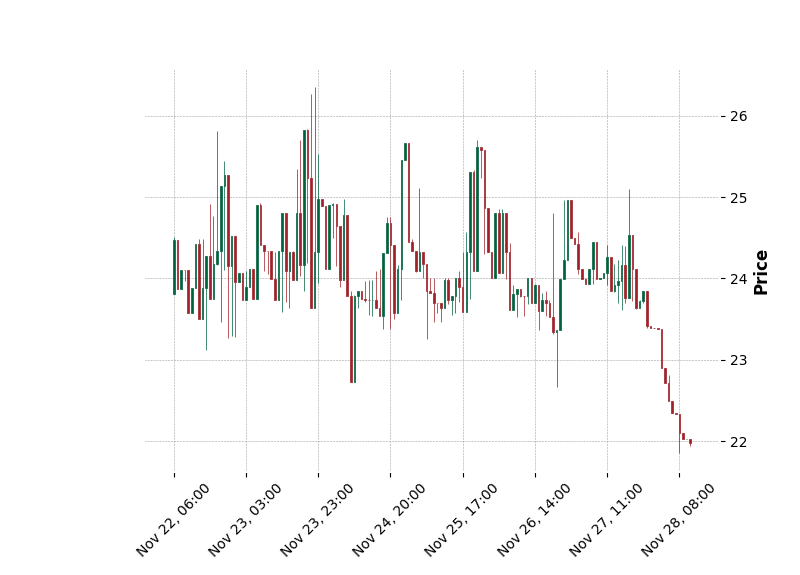 26
25
24
23
22
Price
Nov 22, 06:00
Nov 23, 03:00
Nov 23, 23:00
Nov 24, 20:00
Nov 25, 17:00
Nov 26, 14:00
Nov 27, 11:00
Nov 28, 08:00